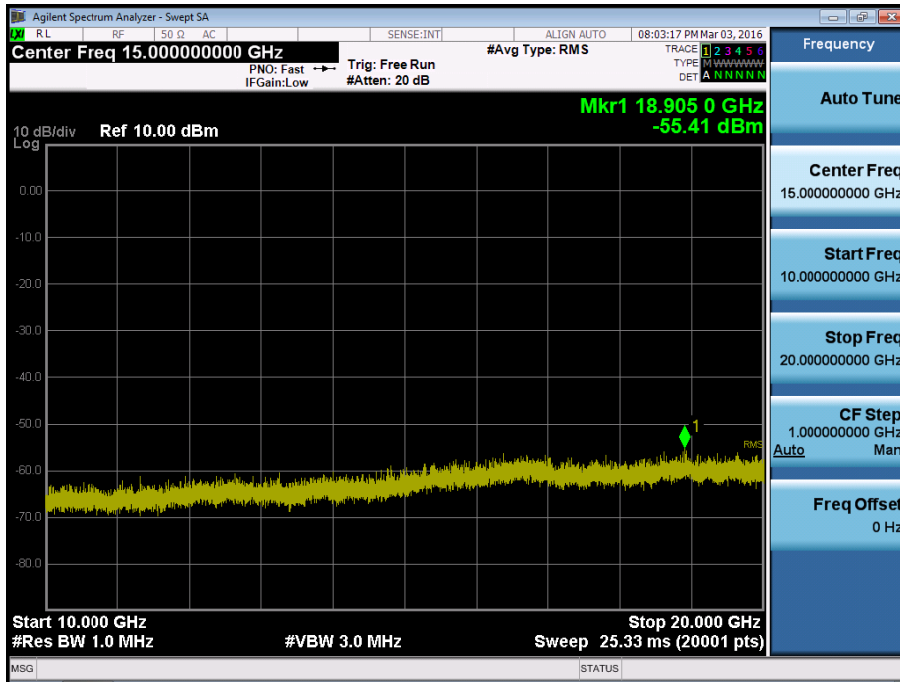 Agilent Spectrum Analyzer - Swept SA
LXI RL RF 50 Ω AC SENSE:INT ALIGN AUTO 08:03:17 PM Mar 03, 2016
Center Freq 15.000000000 GHz
PNO: Fast
IFGain:Low
Trig: Free Run
#Atten: 20 dB
#Avg Type: RMS
TRACE 1 2 3 4 5 6
TYPE M WWWWW
DET A N N N N N
Mkr1 18.905 0 GHz
-55.41 dBm
10 dB/div Ref 10.00 dBm
Log
0.00
-10.0
-20.0
-30.0
-40.0
-50.0
-60.0
-70.0
-80.0
1
RMS
Start 10.000 GHz Stop 20.000 GHz
#Res BW 1.0 MHz #VBW 3.0 MHz Sweep 25.33 ms (20001 pts)
MSG STATUS
Frequency
Auto Tune
Center Freq
15.000000000 GHz
Start Freq
10.000000000 GHz
Stop Freq
20.000000000 GHz
CF Step
1.000000000 GHz
Auto Man
Freq Offset
0 Hz